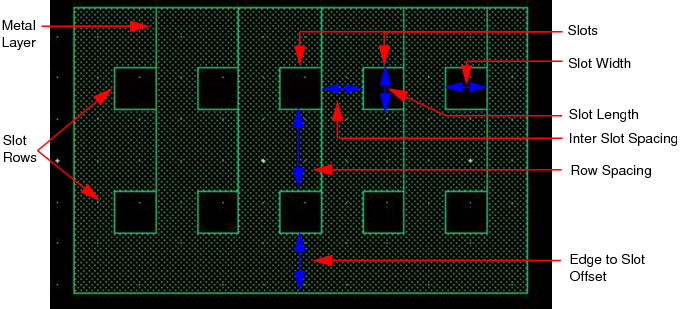 Metal
Layer
Slots
Slot Width
Slot Length
Inter Slot Spacing
Slot
Rows
Row Spacing
Edge to Slot
Offset